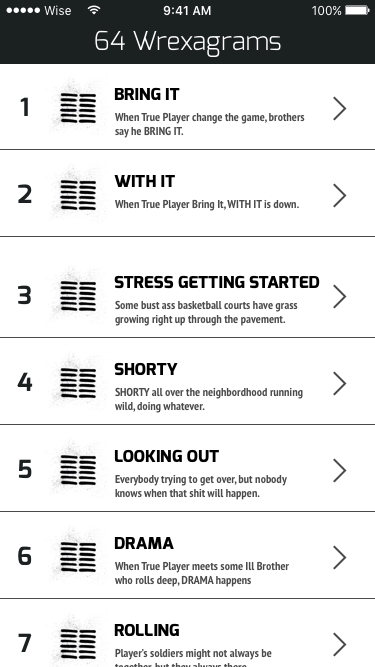 ●●●●● Wise 9:41 AM 100%
64 Wrexagrams
1
BRING IT
When True Player change the game, brothers
say he BRING IT.
2
WITH IT
When True Player Bring It, WITH IT is down.
3
STRESS GETTING STARTED
Some bust ass basketball courts have grass
growing right up through the pavement.
4
SHORTY
SHORTY all over the neighbordhood running
wild, doing whatever.
5
LOOKING OUT
Everybody trying to get over, but nobody
knows when that shit will happen.
6
DRAMA
When True Player meets some Ill Brother
who rolls deep, DRAMA happens
7
ROLLING
Player's soldiers might not always be
together, but they always there